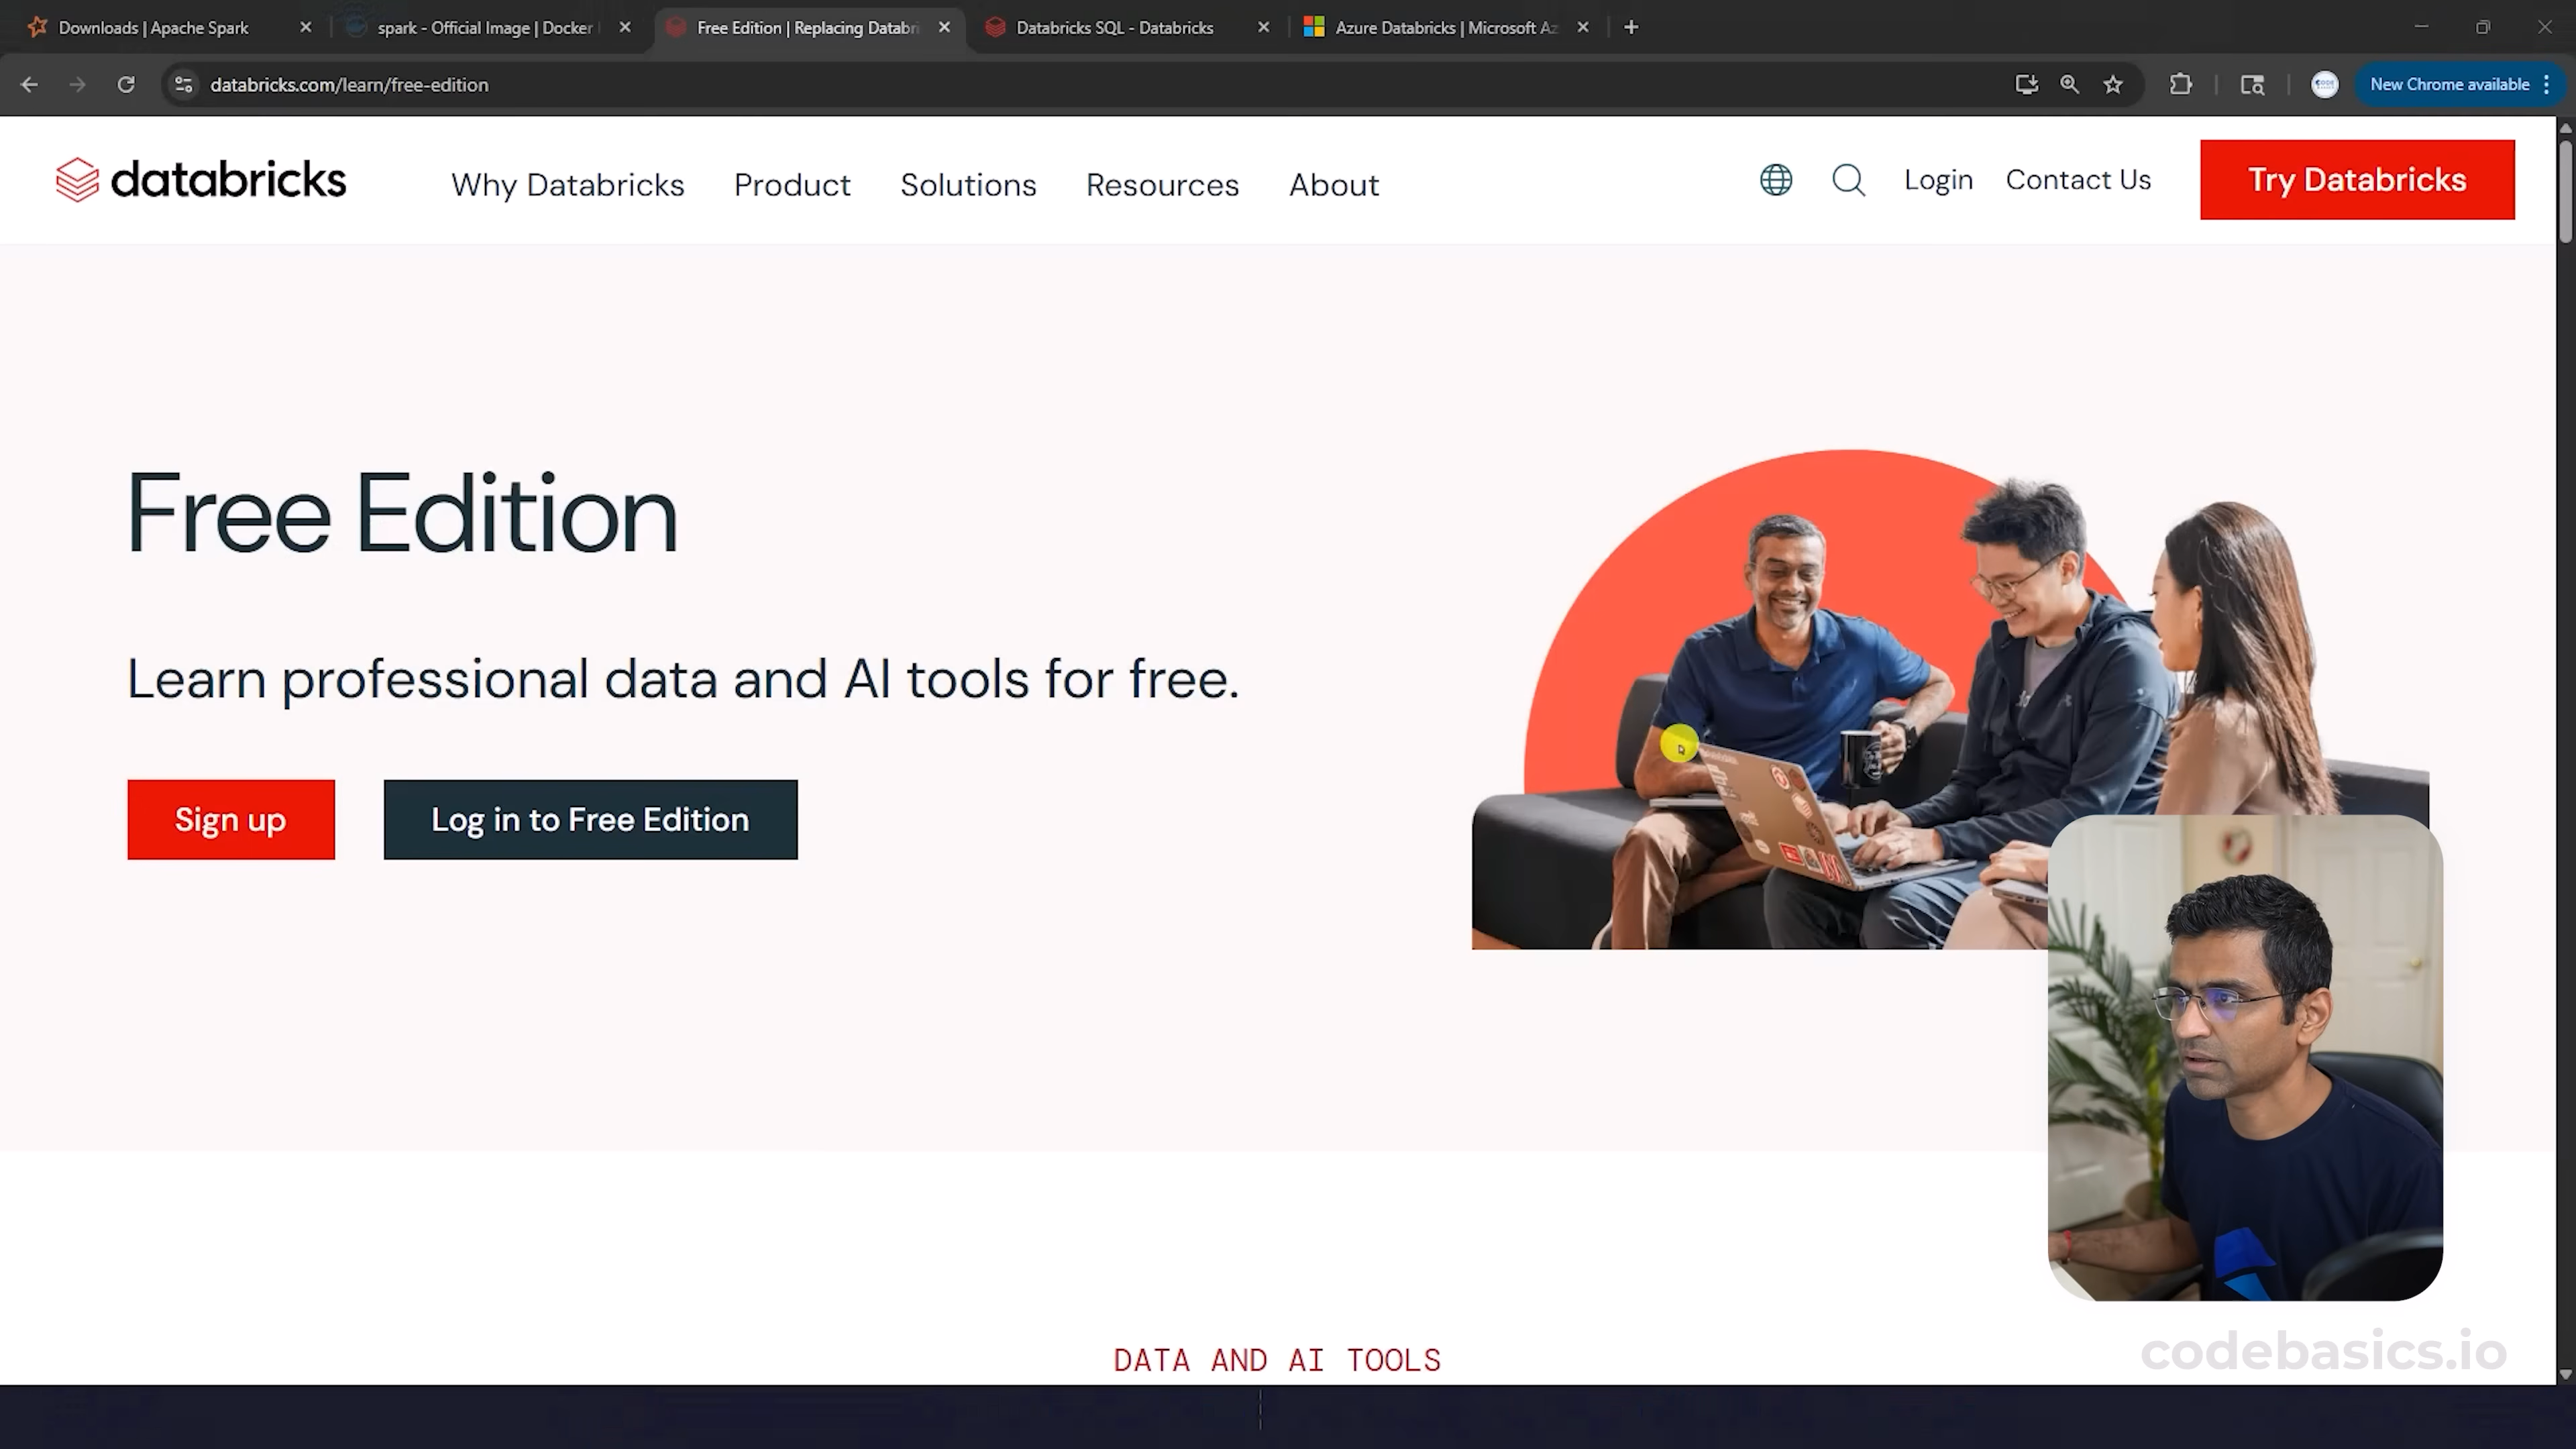 Downloads | Apache Spark
spark - Official Image | Docker
Free Edition | Replacing Databri
Databricks SQL - Databricks
Azure Databricks | Microsoft Az
databricks.com/learn/free-edition
New Chrome available
databricks
Why Databricks
Product
Solutions
Resources
About
Login
Contact Us
Try Databricks
Free Edition
Learn professional data and AI tools for free.
Sign up
Log in to Free Edition
DATA AND AI TOOLS
codebasics.io